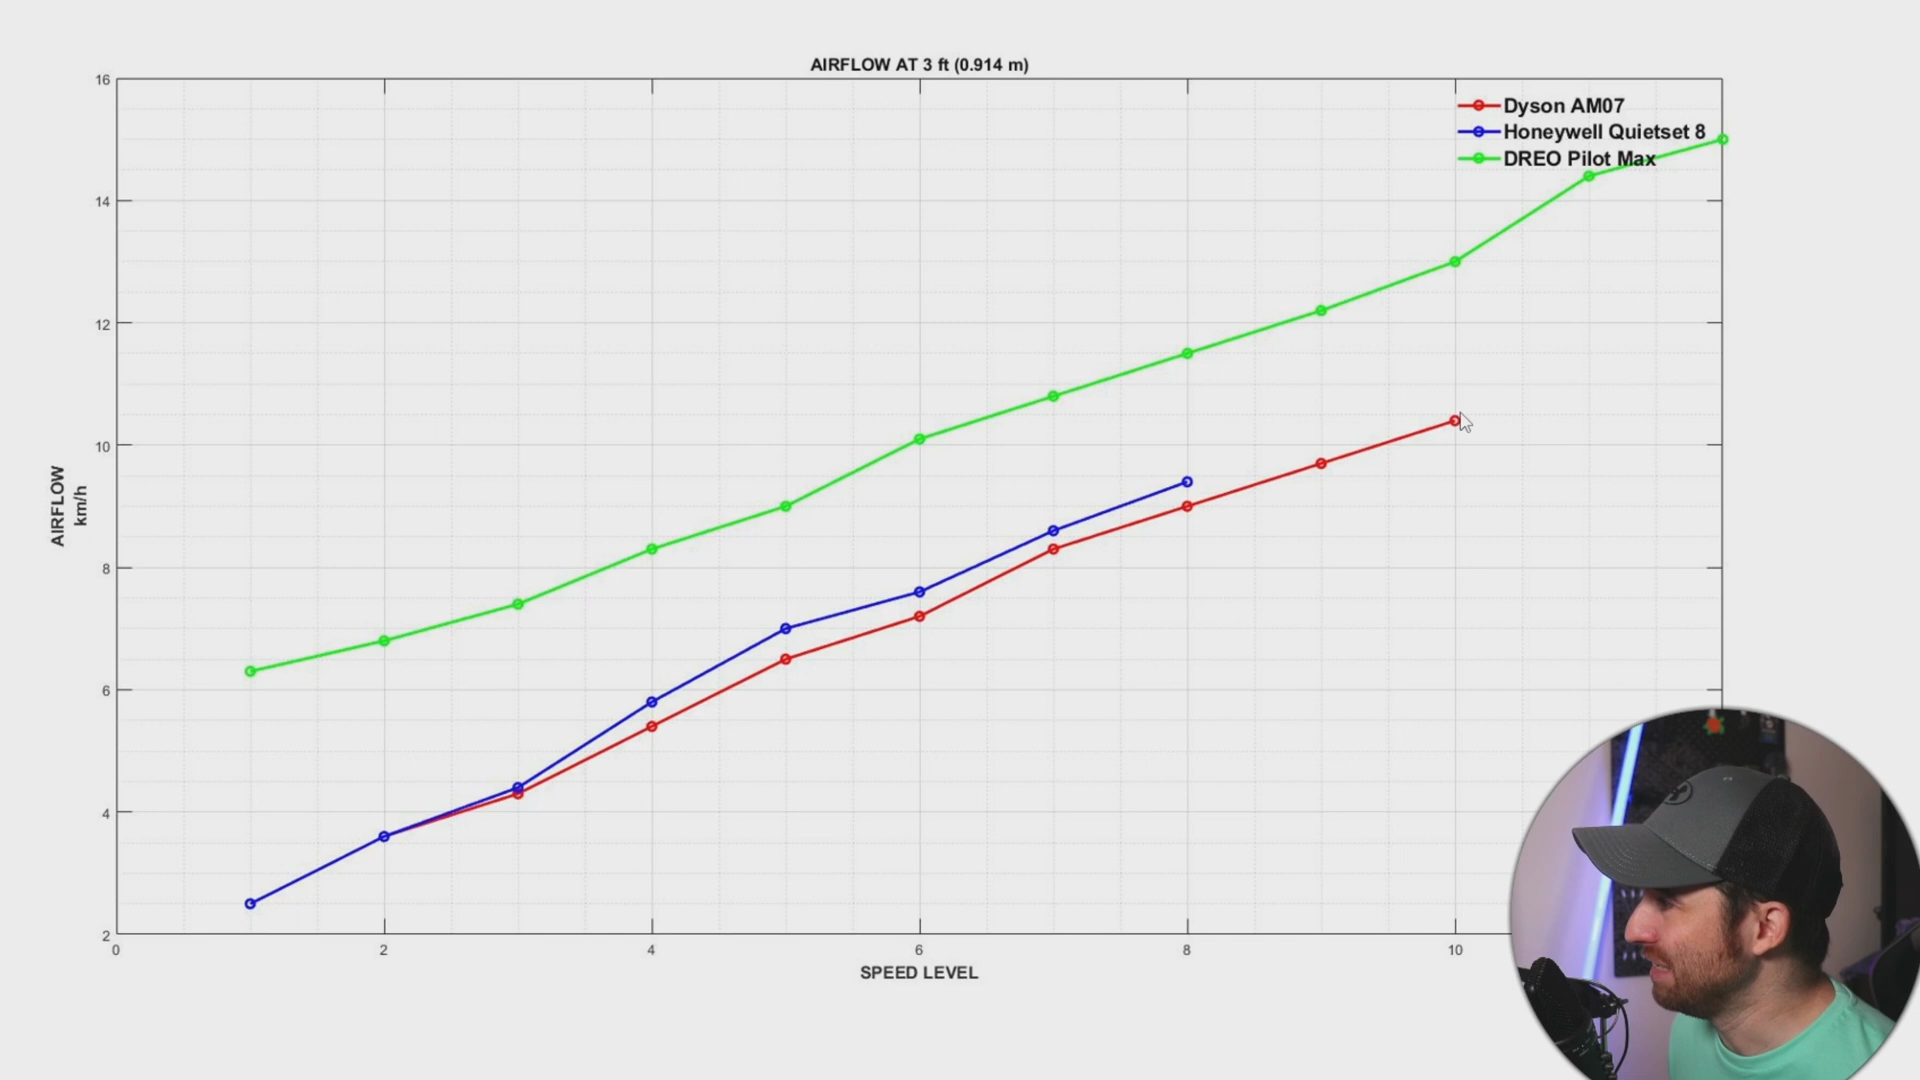 AIRFLOW AT 3 ft (0.914 m)
16
14
12
10
8
6
4
2
AIRFLOW
km/h
Dyson AM07
Honeywell Quietset 8
DREO Pilot Max
0
2
4
6
8
10
SPEED LEVEL